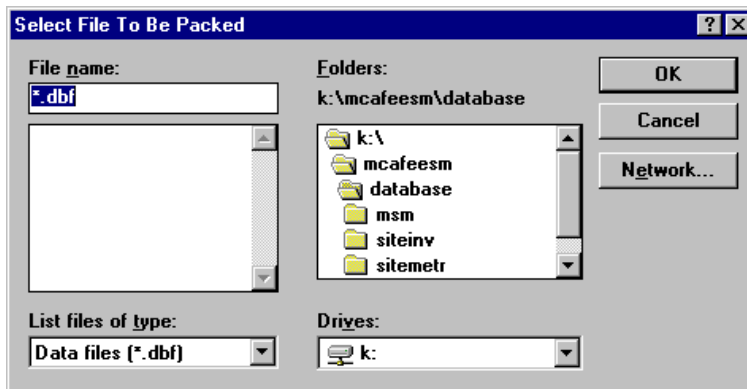 Select File To Be Packed
File name:
*.dbf
Folders:
k:\mcafeesm\database
k:\
mcafeesm
database
msm
siteinv
sitemetr
OK
Cancel
Network...
List files of type:
Data files (*.dbf)
Drives:
k: